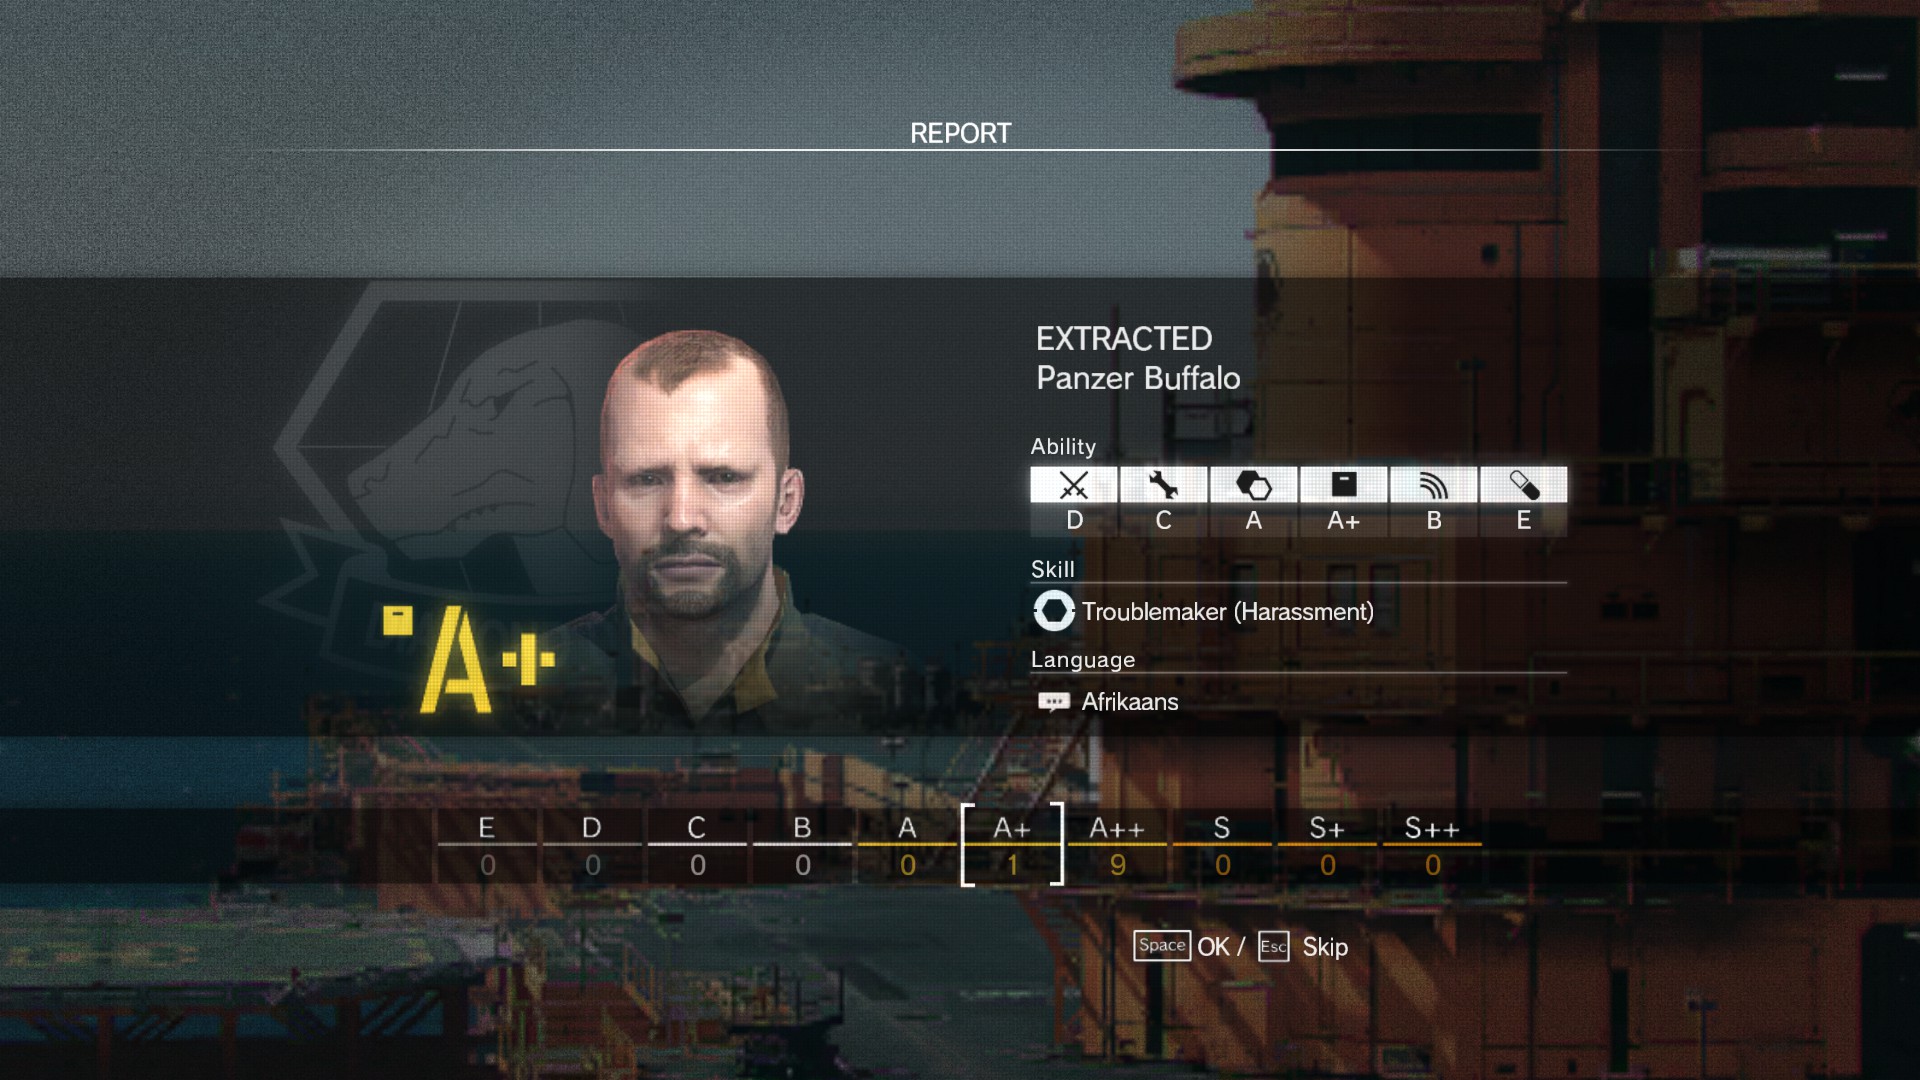 REPORT
EXTRACTED
Panzer Buffalo
Ability
D C A A+ B E
Skill
Troublemaker (Harassment)
Language
Afrikaans
A+
E D C B A A+ A++ S S+ S++
0 0 0 0 0 1 9 0 0 0
Space OK / Esc Skip